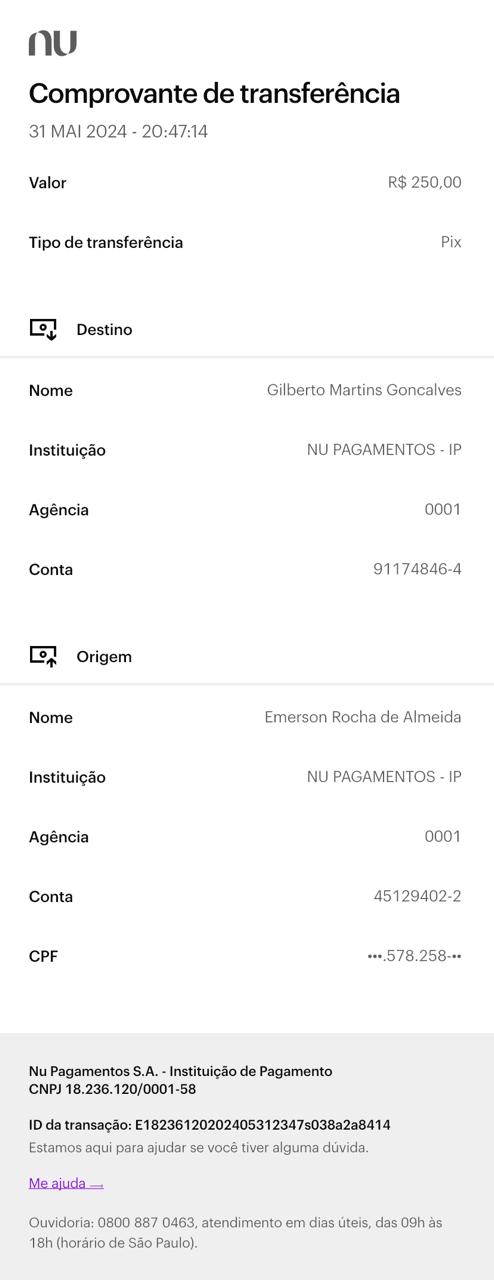 nu
Comprovante de transferência
31 MAI 2024 - 20:47:14
Valor R$ 250,00
Tipo de transferência Pix
Destino
Nome Gilberto Martins Goncalves
Instituição NU PAGAMENTOS - IP
Agência 0001
Conta 91174846-4
Origem
Nome Emerson Rocha de Almeida
Instituição NU PAGAMENTOS - IP
Agência 0001
Conta 45129402-2
CPF •••.578.258-••
Nu Pagamentos S.A. - Instituição de Pagamento
CNPJ 18.236.120/0001-58
ID da transação: E18236120202405312347s038a2a8414
Estamos aqui para ajudar se você tiver alguma dúvida.
Me ajuda →
Ouvidoria: 0800 887 0463, atendimento em dias úteis, das 09h às
18h (horário de São Paulo).